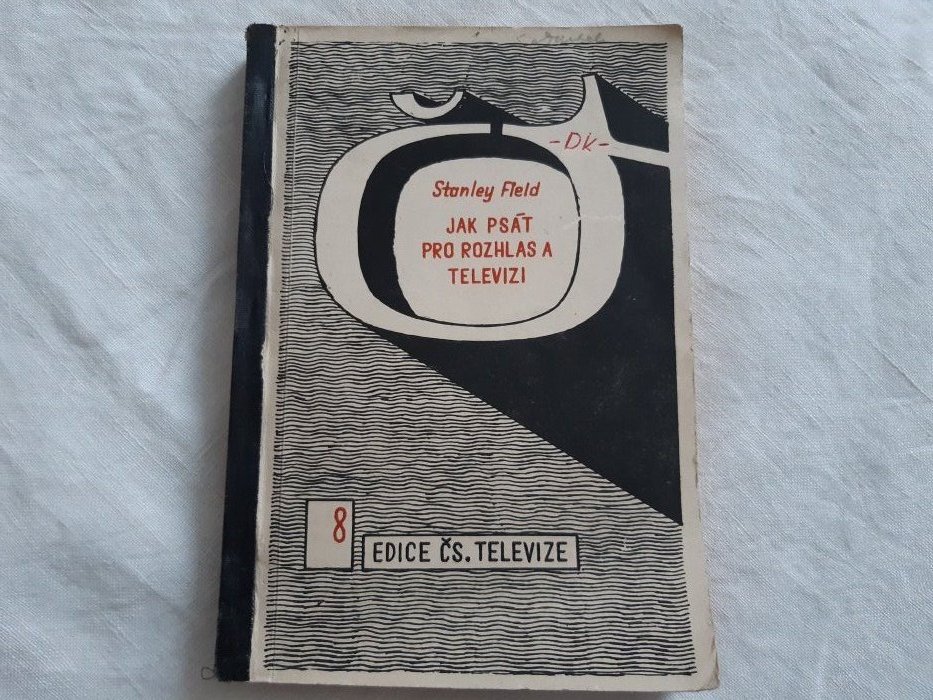 -DK-
Stanley Field
JAK PSÁT
PRO ROZHLAS A
TELEVIZI
8
EDICE ČS. TELEVIZE